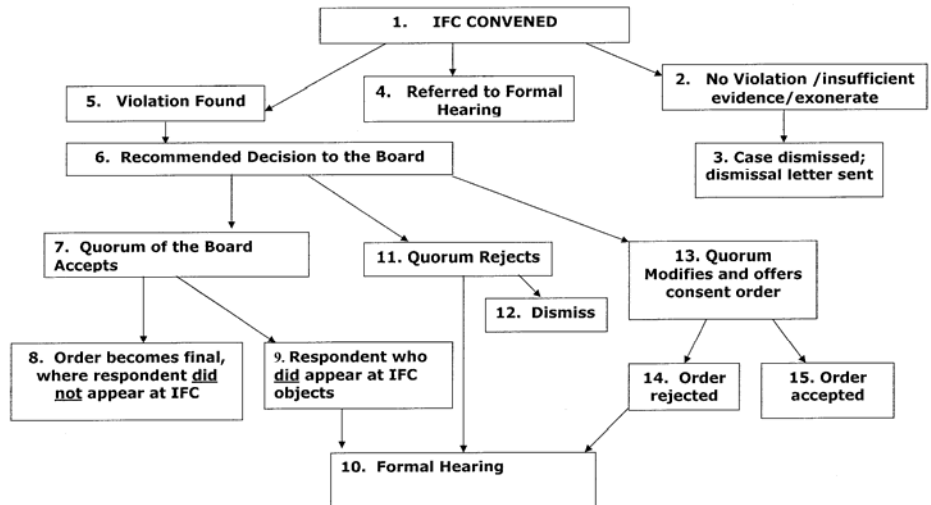 1. IFC CONVENED
2. No Violation /insufficient
evidence/exonerate
3. Case dismissed;
dismissal letter sent
4. Referred to Formal
Hearing
5. Violation Found
6. Recommended Decision to the Board
7. Quorum of the Board
Accepts
8. Order becomes final,
where respondent did
not appear at IFC
9. Respondent who
did appear at IFC
objects
10. Formal Hearing
11. Quorum Rejects
12. Dismiss
13. Quorum
Modifies and offers
consent order
14. Order
rejected
15. Order
accepted